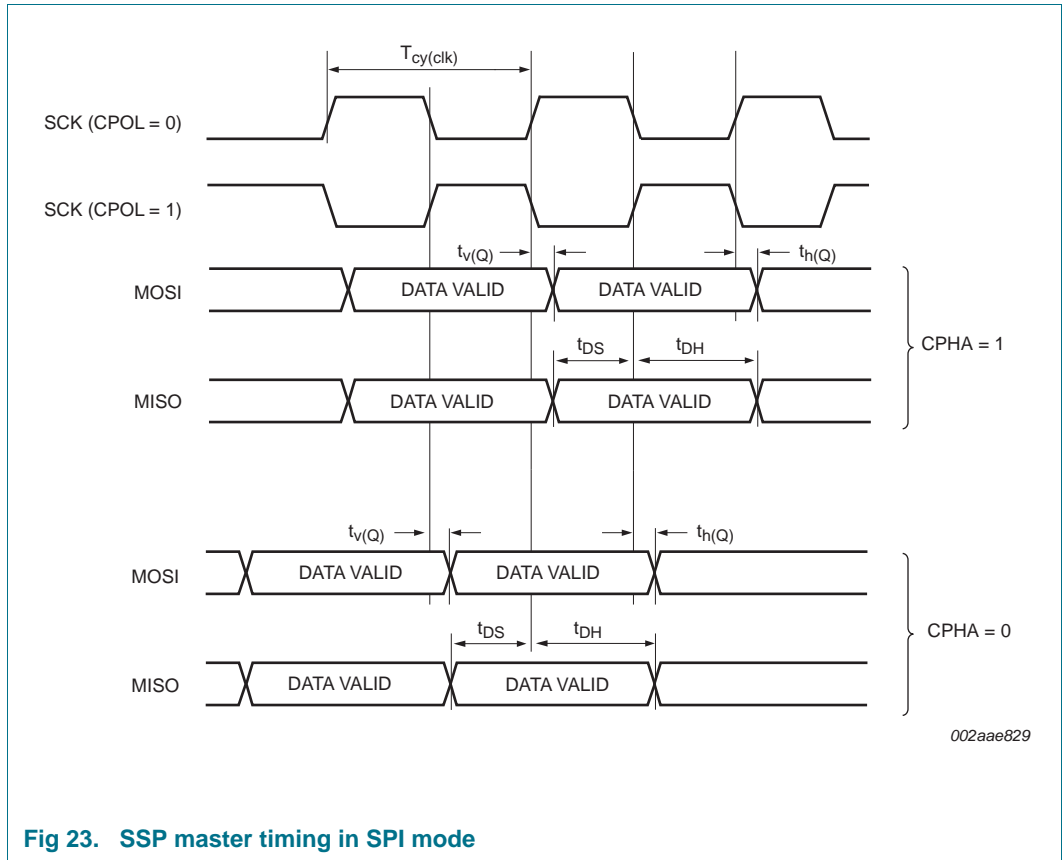 Tcy(clk)
SCK (CPOL = 0)
SCK (CPOL = 1)
tv(Q)
th(Q)
MOSI
DATA VALID
DATA VALID
tDS
tDH
CPHA = 1
MISO
DATA VALID
DATA VALID
tv(Q)
th(Q)
MOSI
DATA VALID
DATA VALID
tDS
tDH
CPHA = 0
MISO
DATA VALID
DATA VALID
002aae829
Fig 23. SSP master timing in SPI mode